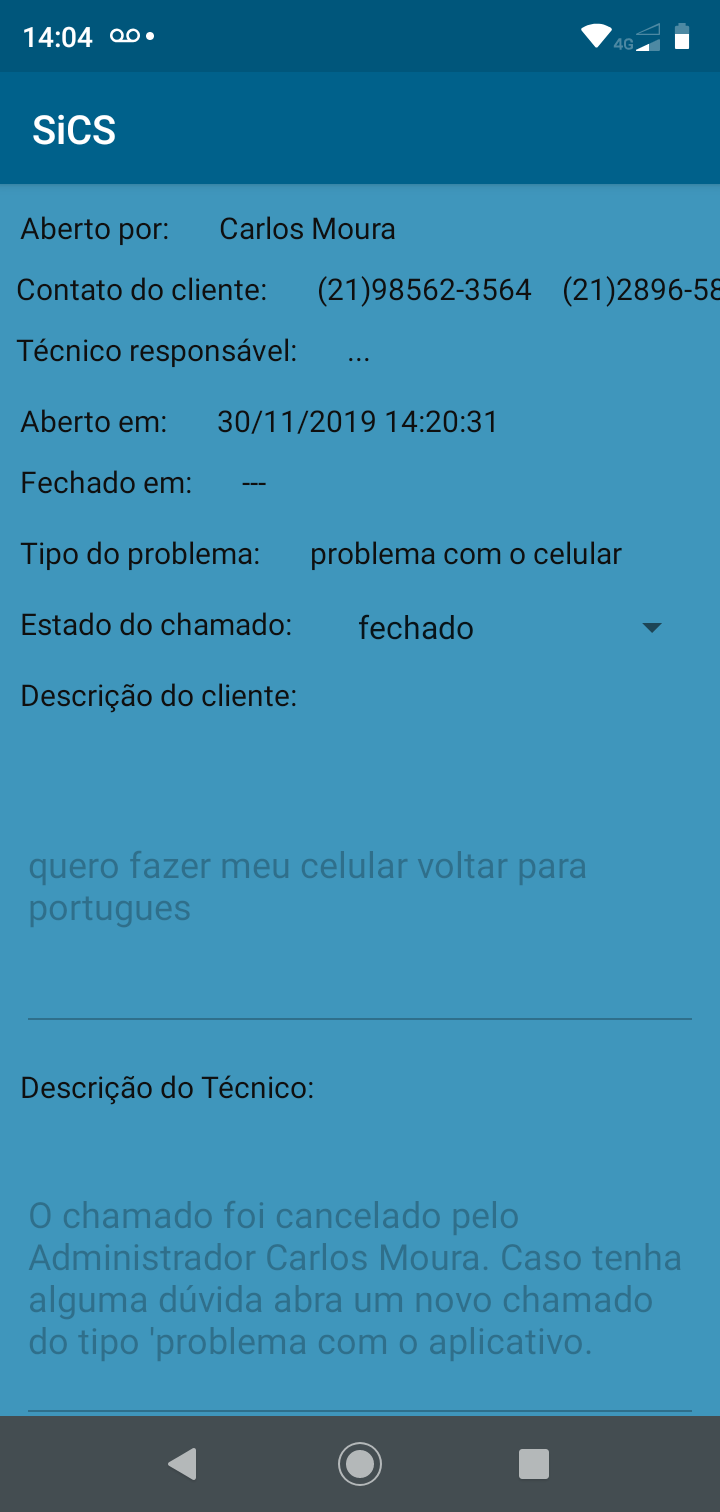 14:04
4G
SiCS
Aberto por: Carlos Moura
Contato do cliente: (21)98562-3564 (21)2896-58
Técnico responsável: ...
Aberto em: 30/11/2019 14:20:31
Fechado em: ---
Tipo do problema: problema com o celular
Estado do chamado: fechado
Descrição do cliente:
quero fazer meu celular voltar para
portugues
Descrição do Técnico:
O chamado foi cancelado pelo
Administrador Carlos Moura. Caso tenha
alguma dúvida abra um novo chamado
do tipo 'problema com o aplicativo.